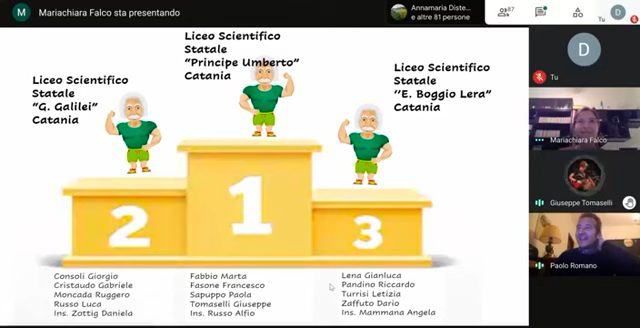 M
Mariachiara Falco sta presentando
Annamaria Diste...
e altre 81 persone
87
Tu
D
Liceo Scientifico
Statale
"G. Galilei"
Catania
Liceo Scientifico
Statale
"Principe Umberto"
Catania
Liceo Scientifico
Statale
"E. Boggio Lera"
Catania
2
1
3
Consoli Giorgio
Cristaudo Gabriele
Moncada Ruggero
Russo Luca
Ins. Zottig Daniela
Fabbio Marta
Fasone Francesco
Sapuppo Paola
Tomaselli Giuseppe
Ins. Russo Alfio
Lena Gianluca
Pandino Riccardo
Turrisi Letizia
Zaffuto Dario
Ins. Mammana Angela
D
Tu
Mariachiara Falco
Giuseppe Tomaselli
Paolo Romano